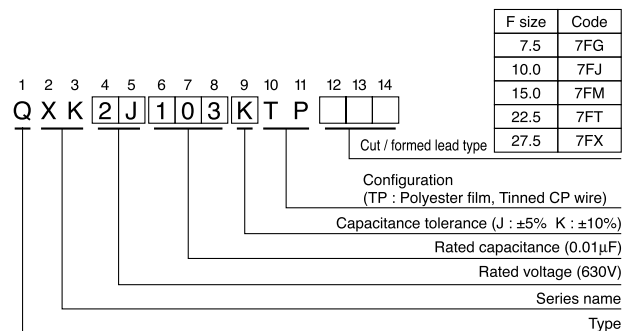 F size Code
7.5 7FG
10.0 7FJ
15.0 7FM
22.5 7FT
27.5 7FX
1 2 3 4 5 6 7 8 9 10 11 12 13 14
Q X K 2 J 1 0 3 K T P
Cut / formed lead type
Configuration
(TP : Polyester film, Tinned CP wire)
Capacitance tolerance (J : ±5% K : ±10%)
Rated capacitance (0.01μF)
Rated voltage (630V)
Series name
Type